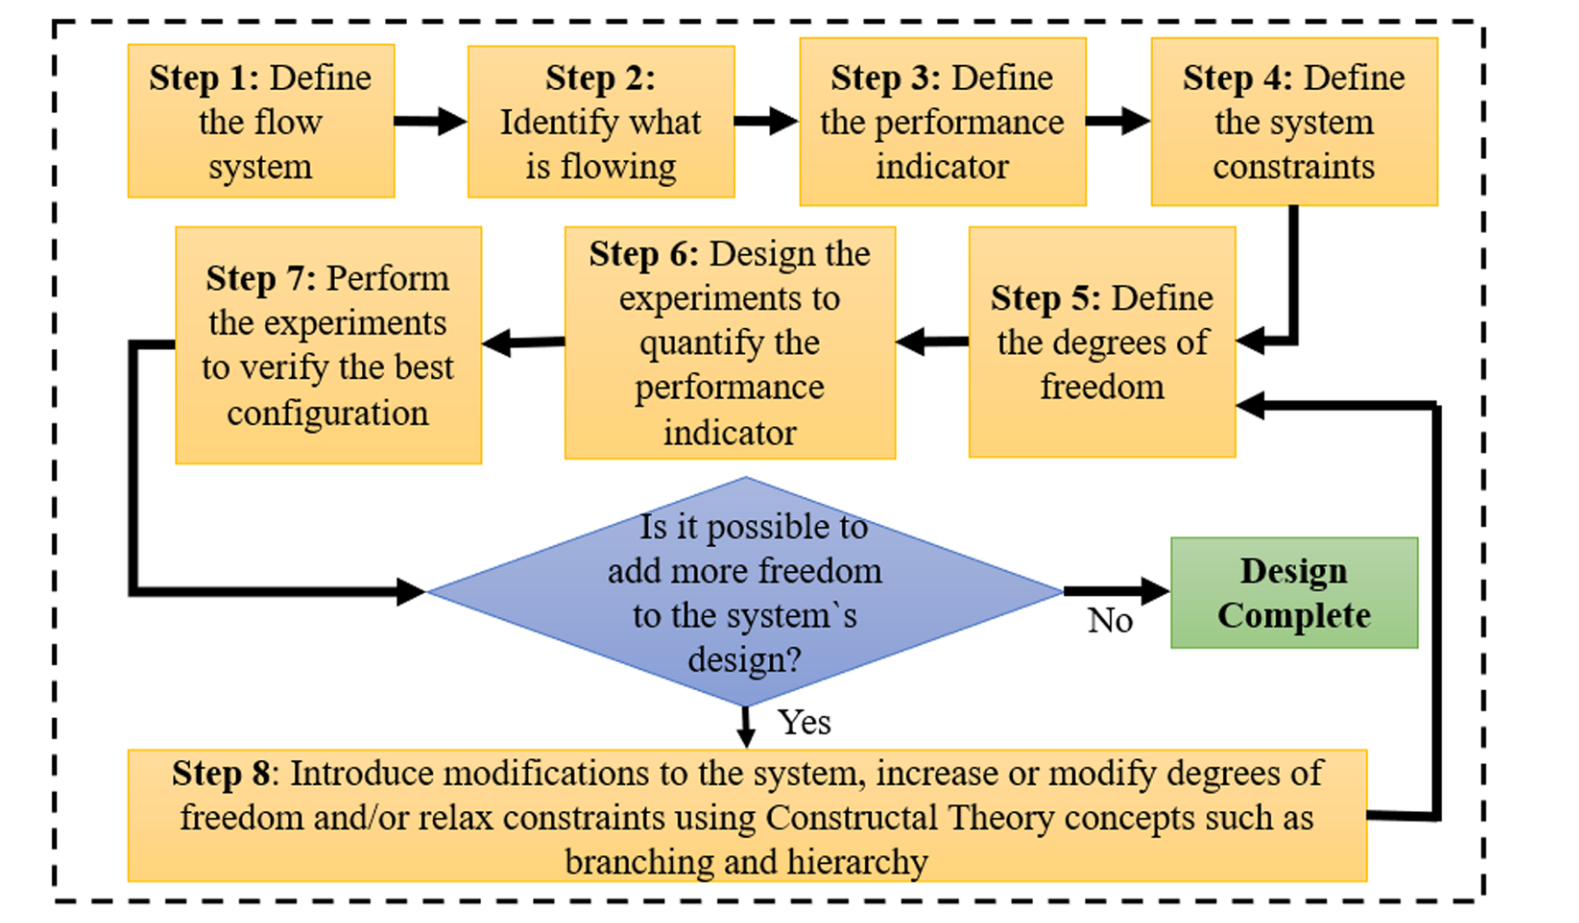 Step 1: Define
the flow
system
Step 2:
Identify what
is flowing
Step 3: Define
the performance
indicator
Step 4: Define
the system
constraints
Step 5: Define
the degrees of
freedom
Step 6: Design the
experiments to
quantify the
performance
indicator
Step 7: Perform
the experiments
to verify the best
configuration
Is it possible to
add more freedom
to the system`s
design?
No
Design
Complete
Yes
Step 8: Introduce modifications to the system, increase or modify degrees of
freedom and/or relax constraints using Constructal Theory concepts such as
branching and hierarchy